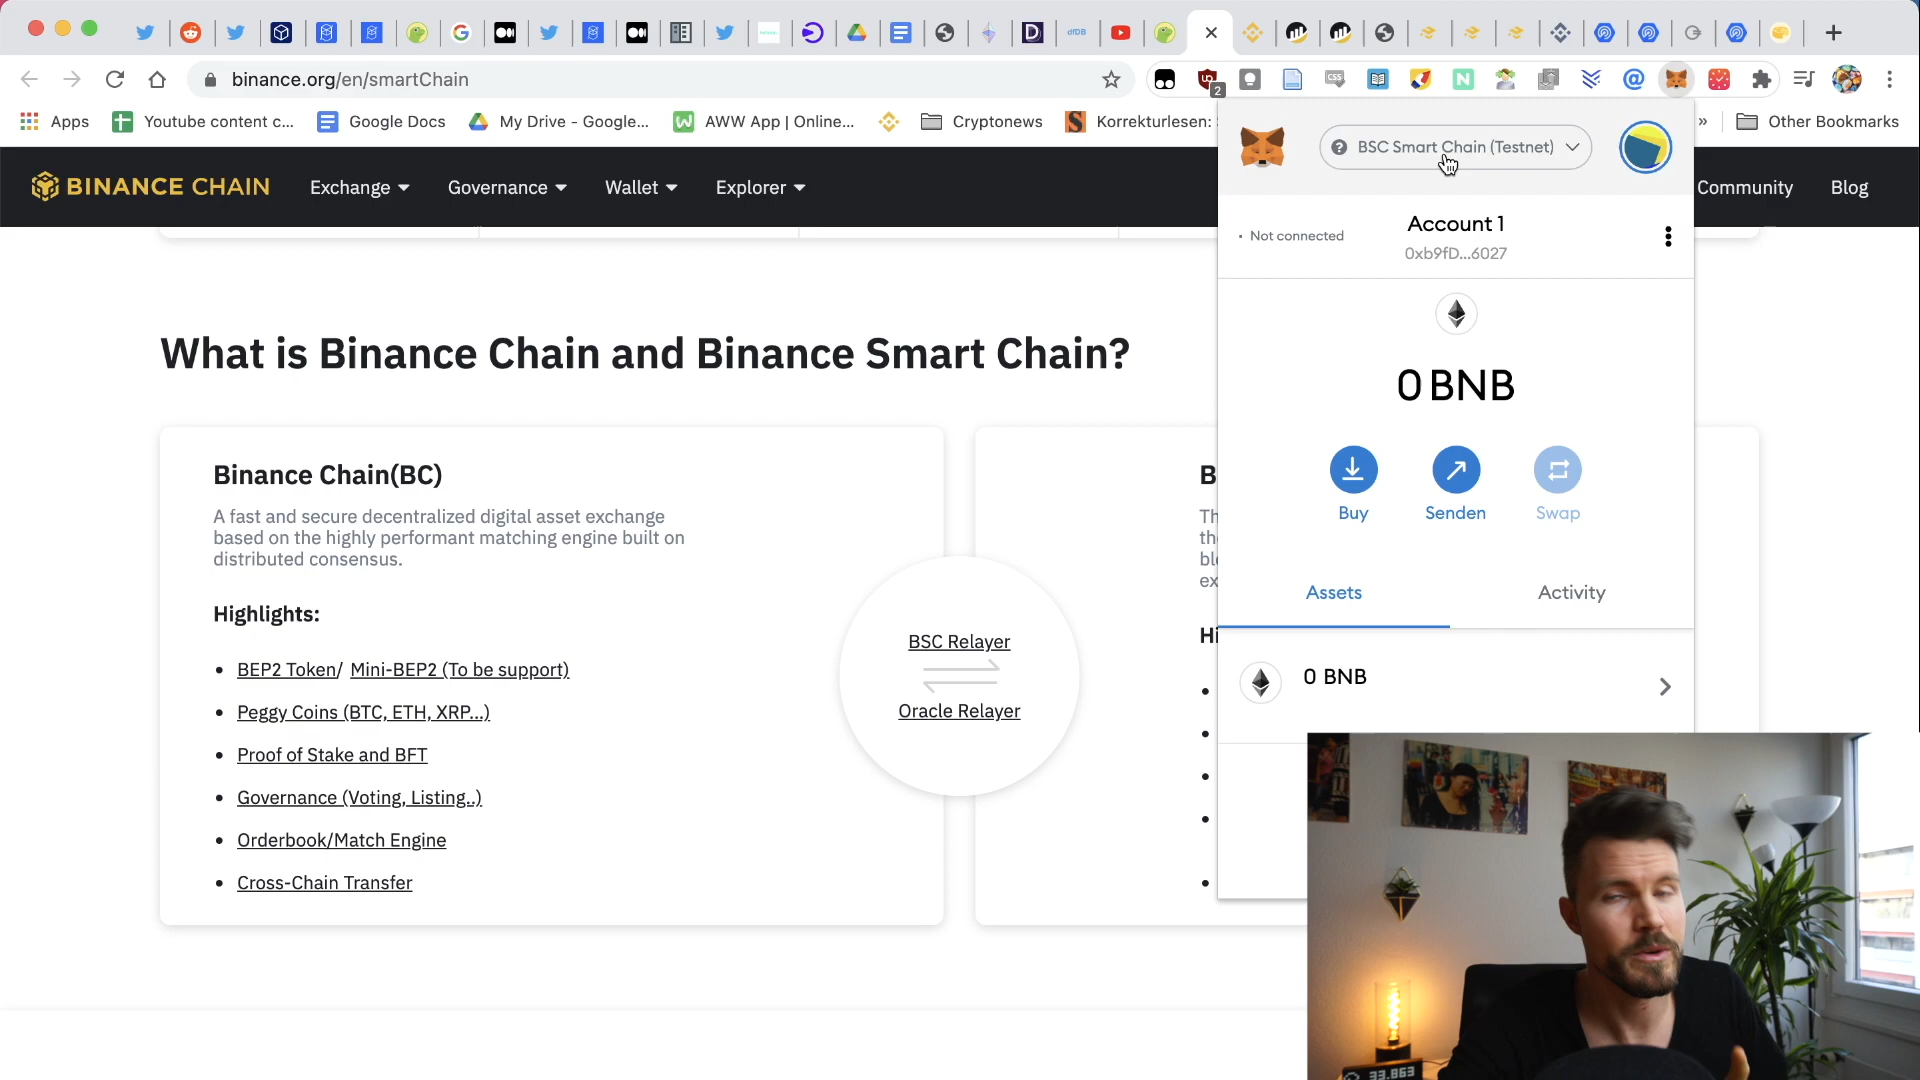 binance.org/en/smartChain
2
Apps
Youtube content c...
Google Docs
My Drive - Google...
AWW App | Online...
Cryptonews
Korrekturlesen:
»
Other Bookmarks
BINANCE CHAIN
Exchange
Governance
Wallet
Explorer
Community
Blog
BSC Smart Chain (Testnet)
Not connected
Account 1
0xb9fD...6027
0 BNB
Buy
Senden
Swap
Assets
Activity
0 BNB
What is Binance Chain and Binance Smart Chain?
Binance Chain(BC)
A fast and secure decentralized digital asset exchange
based on the highly performant matching engine built on
distributed consensus.
Highlights:
BEP2 Token/ Mini-BEP2 (To be support)
Peggy Coins (BTC, ETH, XRP...)
Proof of Stake and BFT
Governance (Voting, Listing..)
Orderbook/Match Engine
Cross-Chain Transfer
BSC Relayer
Oracle Relayer
33,863